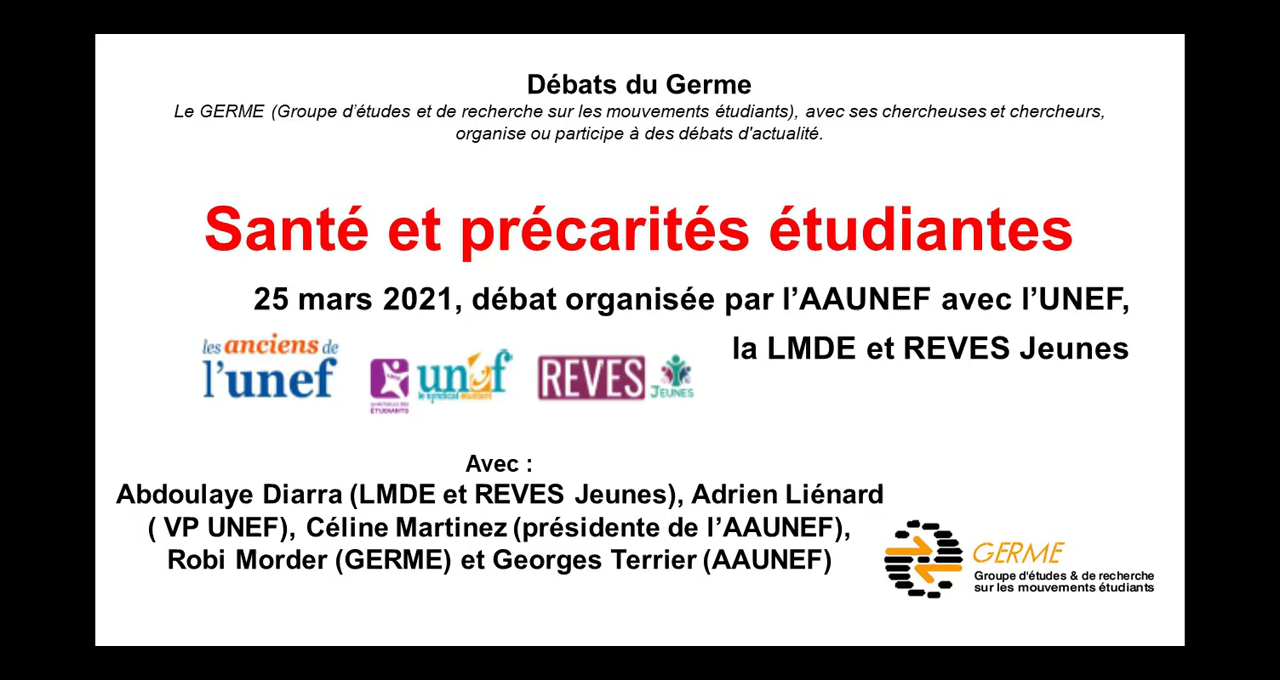 Débats du Germe
Le GERME (Groupe d'études et de recherche sur les mouvements étudiants), avec ses chercheuses et chercheurs,
organise ou participe à des débats d'actualité.
Santé et précarités étudiantes
25 mars 2021, débat organisée par l'AAUNEF avec l'UNEF,
la LMDE et REVES Jeunes
les anciens de
l'unef
unef
le syndicat étudiant
ÉTUDIANTS
REVES
JEUNES
Avec :
Abdoulaye Diarra (LMDE et REVES Jeunes), Adrien Liénard
( VP UNEF), Céline Martinez (présidente de l'AAUNEF),
Robi Morder (GERME) et Georges Terrier (AAUNEF)
GERME
Groupe d'études & de recherche
sur les mouvements étudiants